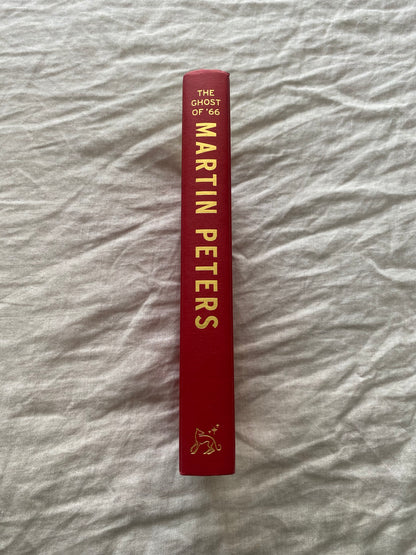 THE
GHOST
OF '66
MARTIN PETERS